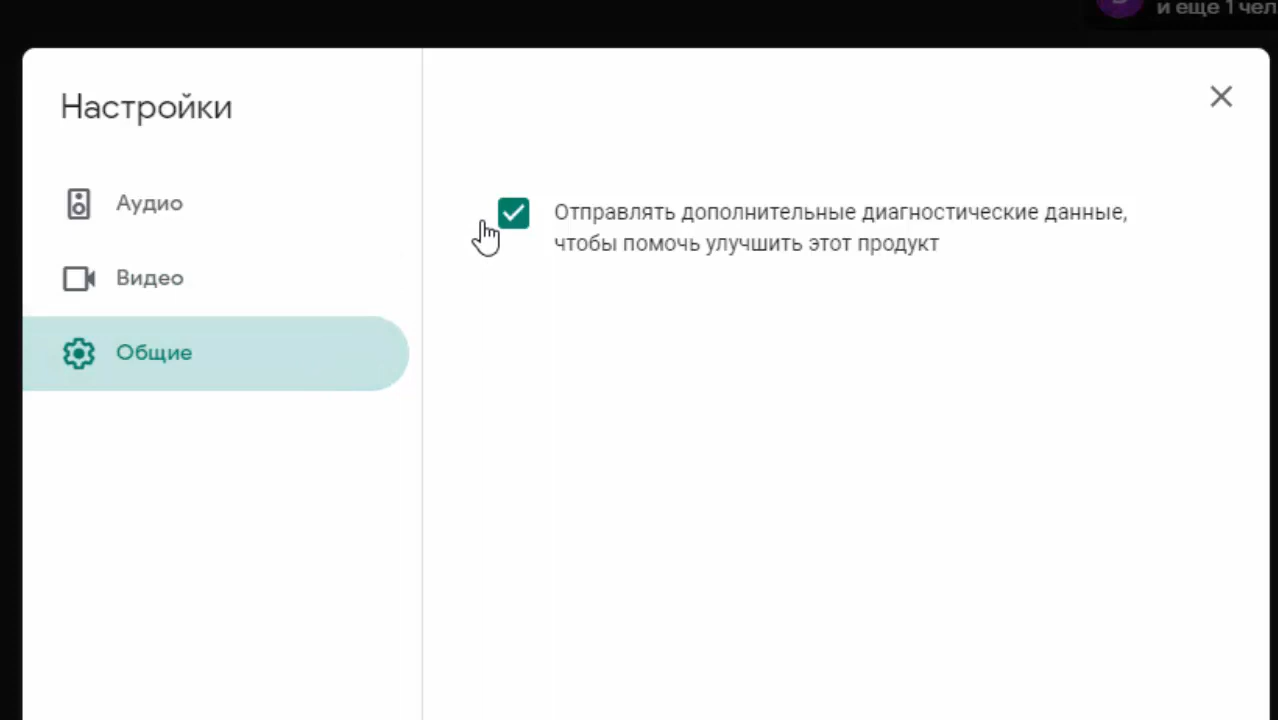 и еще 1 чел
Настройки
Аудио
Видео
Общие
Отправлять дополнительные диагностические данные,
чтобы помочь улучшить этот продукт